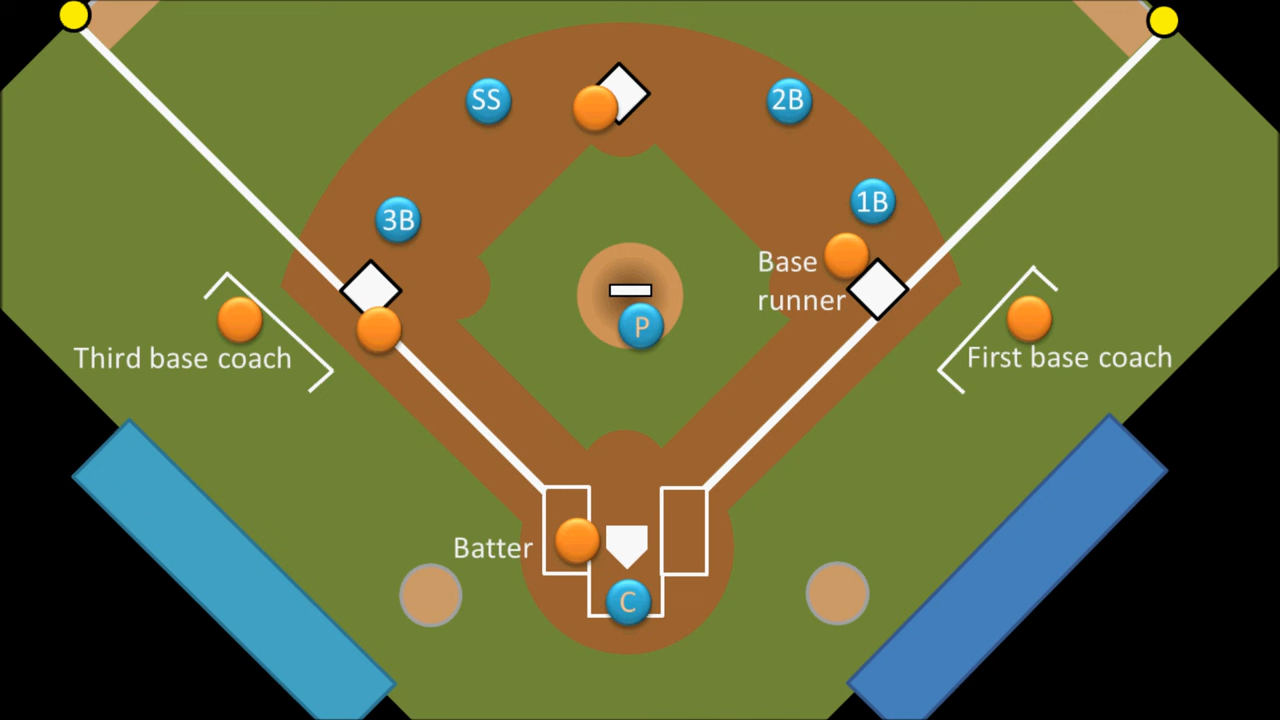 SS
2B
3B
1B
Base
runner
P
Third base coach
First base coach
Batter
C